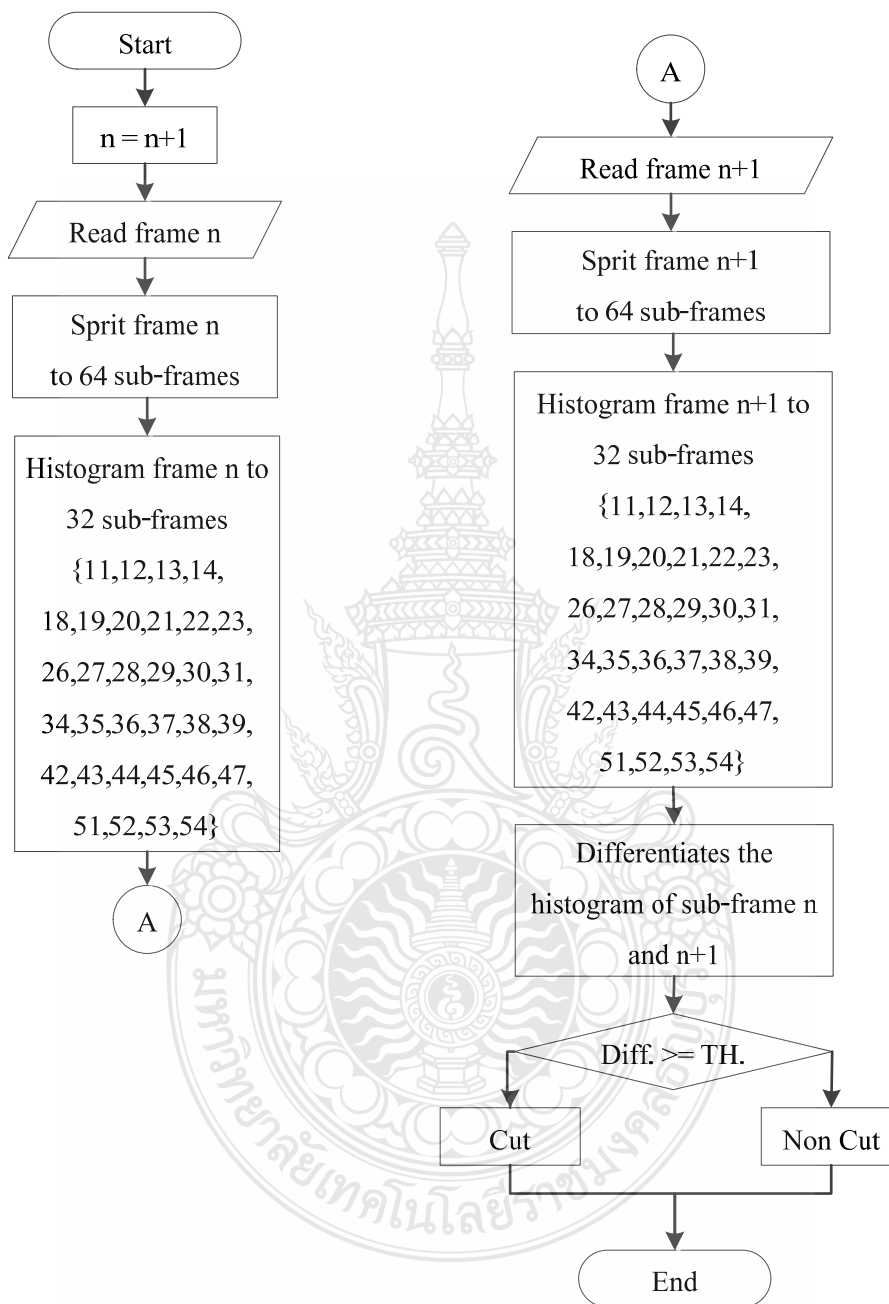 Start
n = n+1
Read frame n
Sprit frame n
to 64 sub-frames
Histogram frame n to
32 sub-frames
{11,12,13,14,
18,19,20,21,22,23,
26,27,28,29,30,31,
34,35,36,37,38,39,
42,43,44,45,46,47,
51,52,53,54}
A
A
Read frame n+1
Sprit frame n+1
to 64 sub-frames
Histogram frame n+1 to
32 sub-frames
{11,12,13,14,
18,19,20,21,22,23,
26,27,28,29,30,31,
34,35,36,37,38,39,
42,43,44,45,46,47,
51,52,53,54}
Differentiates the
histogram of sub-frame n
and n+1
Diff. >= TH.
Cut
Non Cut
End